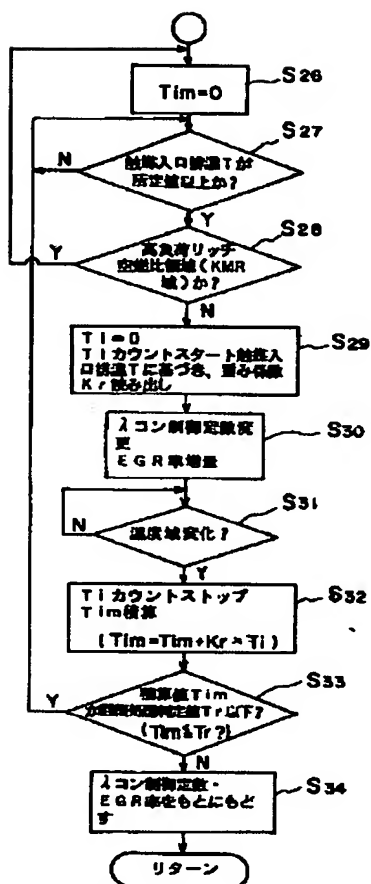 S26
Tim=0
S27
N
触媒入口排温Tが
所定値以上か?
Y
S28
Y
高負荷リッチ
空燃比領域(KMR
域)か?
N
S29
Ti=0
Tiカウントスタート触媒入
口排温Tに基づき、重み係数
Kr読み出し
S30
λコン制御定数変
更
EGR率増量
S31
N
温度域変化?
Y
S32
Tiカウントストップ
Tim積算
(Tim=Tim+Kr×Ti)
S33
Y
積算値Tim
判定値Tr以下?
(Tim≦Tr?)
N
S34
λコン制御定数・
EGR率をもとにもど
す
リターン